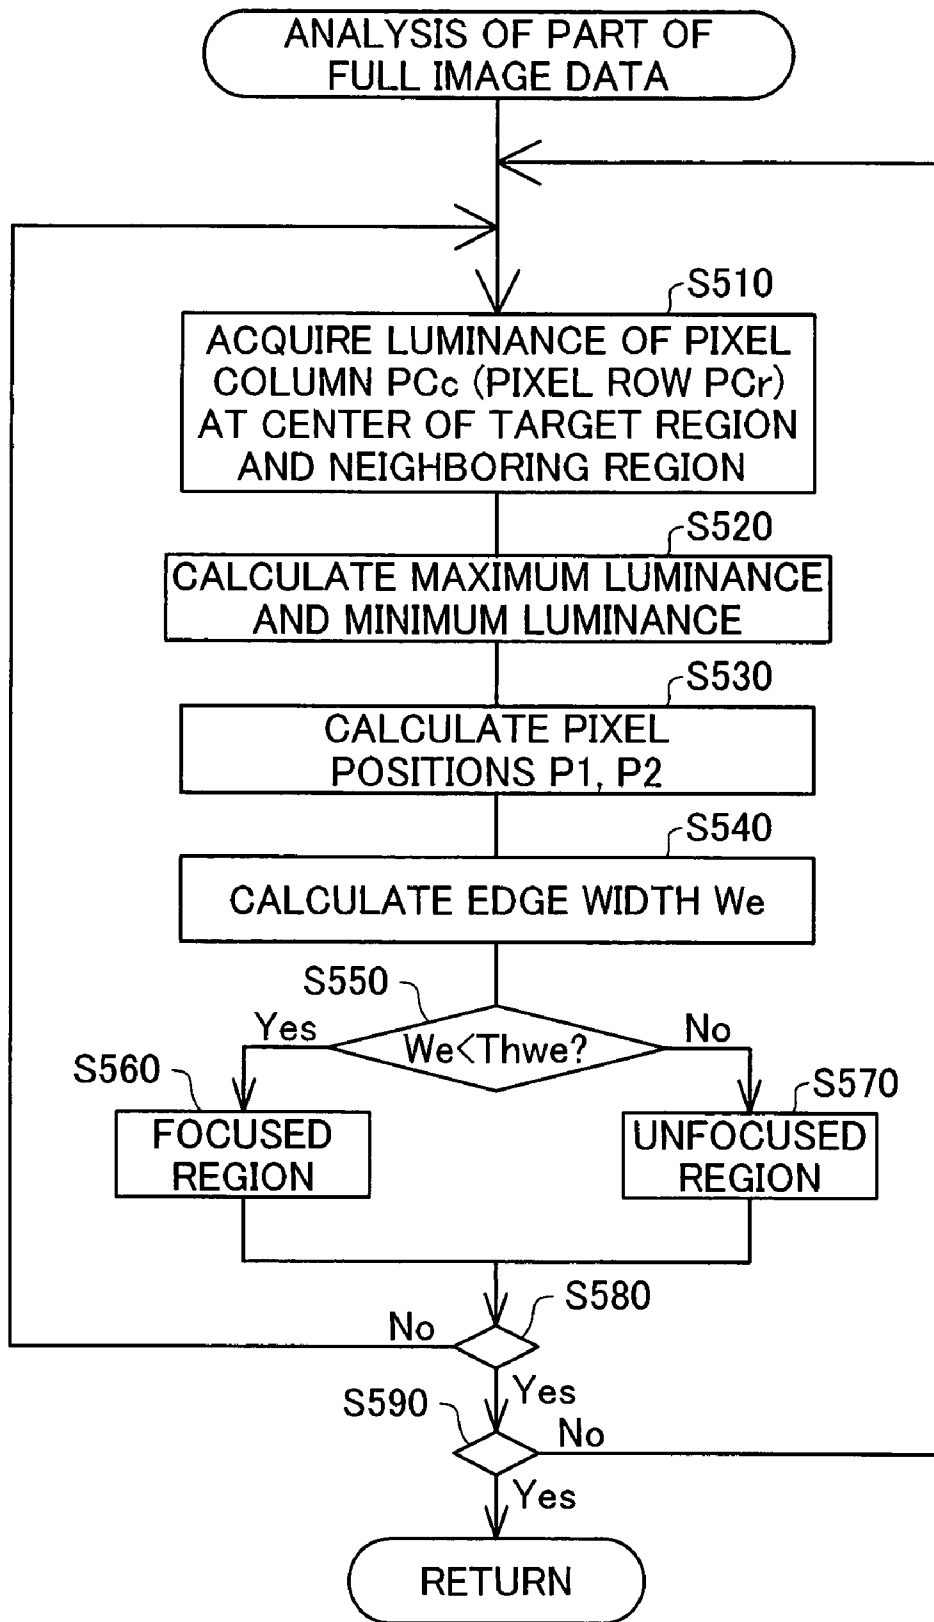 ANALYSIS OF PART OF
FULL IMAGE DATA
S510
ACQUIRE LUMINANCE OF PIXEL
COLUMN PCc (PIXEL ROW PCr)
AT CENTER OF TARGET REGION
AND NEIGHBORING REGION
S520
CALCULATE MAXIMUM LUMINANCE
AND MINIMUM LUMINANCE
S530
CALCULATE PIXEL
POSITIONS P1, P2
S540
CALCULATE EDGE WIDTH We
S550
Yes
We<Thwe?
No
S560
FOCUSED
REGION
S570
UNFOCUSED
REGION
S580
No
Yes
S590
No
Yes
RETURN